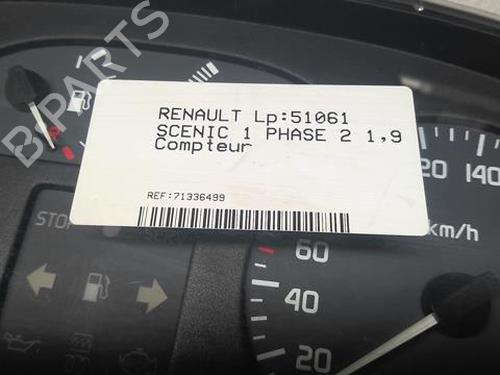 RENAULT Lp:51061
SCENIC 1 PHASE 2 1,9
Compteur
REF:71336499
B-PARTS
120 140
km/h
STOP
60
40
20